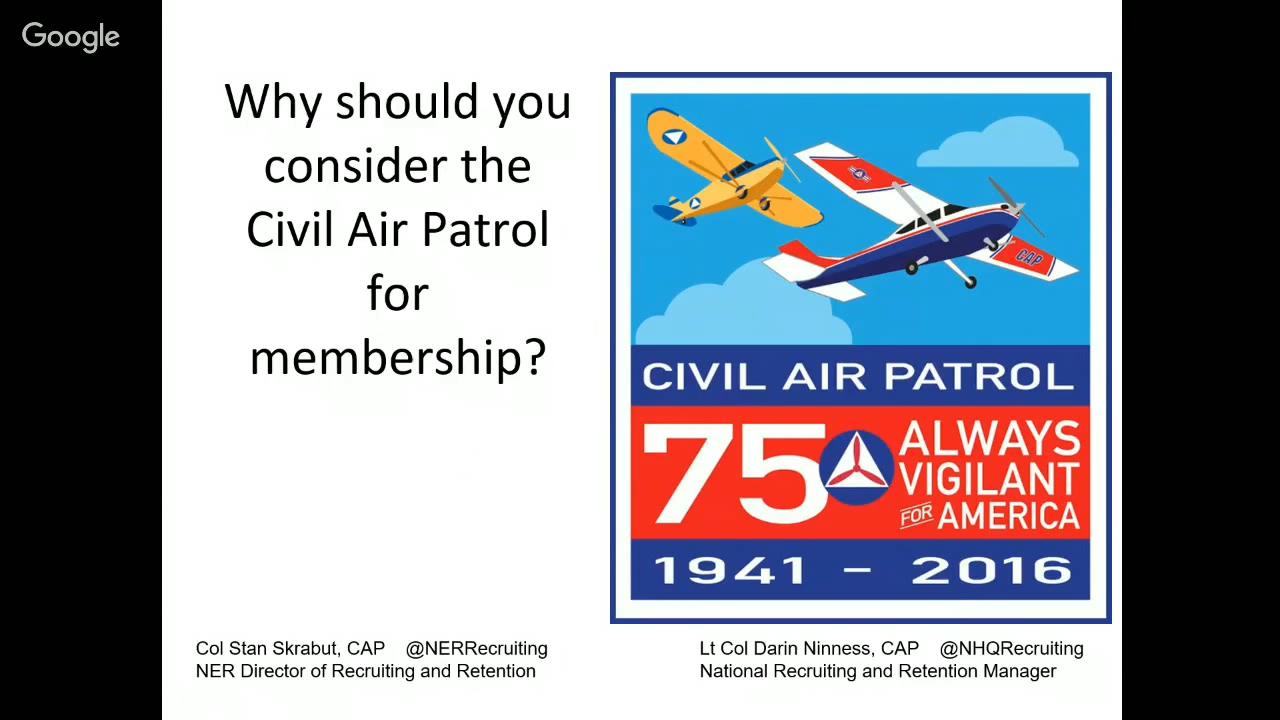 Google
Why should you
consider the
Civil Air Patrol
for
membership?
CAP
CIVIL AIR PATROL
75 ALWAYS
VIGILANT
FOR AMERICA
1941 – 2016
Col Stan Skrabut, CAP @NERRecruiting
NER Director of Recruiting and Retention
Lt Col Darin Ninness, CAP @NHQRecruiting
National Recruiting and Retention Manager